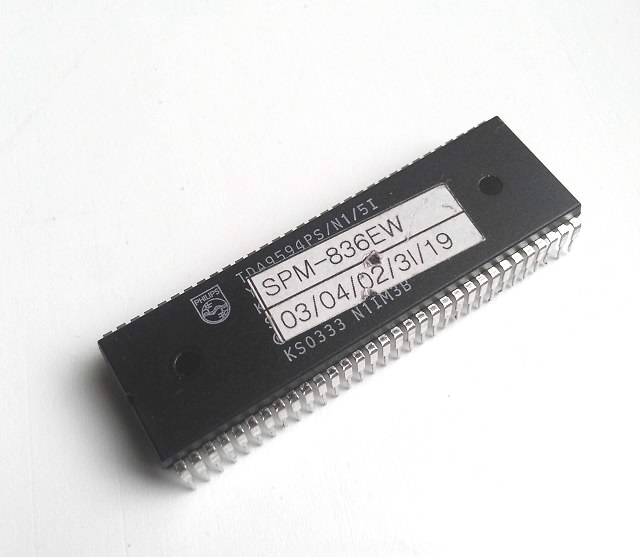 PHILIPS
TDA9594PS/N1/5I
SPM-836EW
03/04/02/31/19
KS0333 N1IM3B